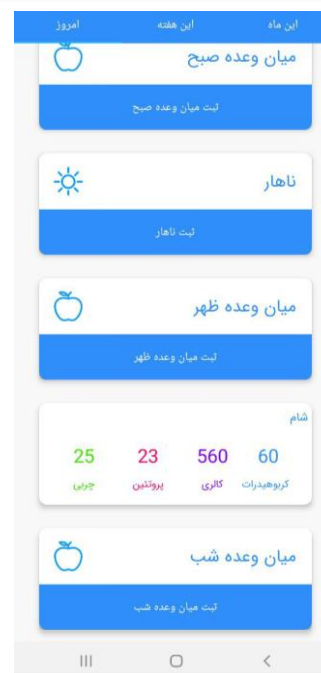 این ماه این هفته امروز
میان وعده صبح
ثبت میان وعده صبح
ناهار
ثبت ناهار
میان وعده ظهر
ثبت میان وعده ظهر
شام
60 560 23 25
کربوهیدرات کالری پروتئین چربی
میان وعده شب
ثبت میان وعده شب